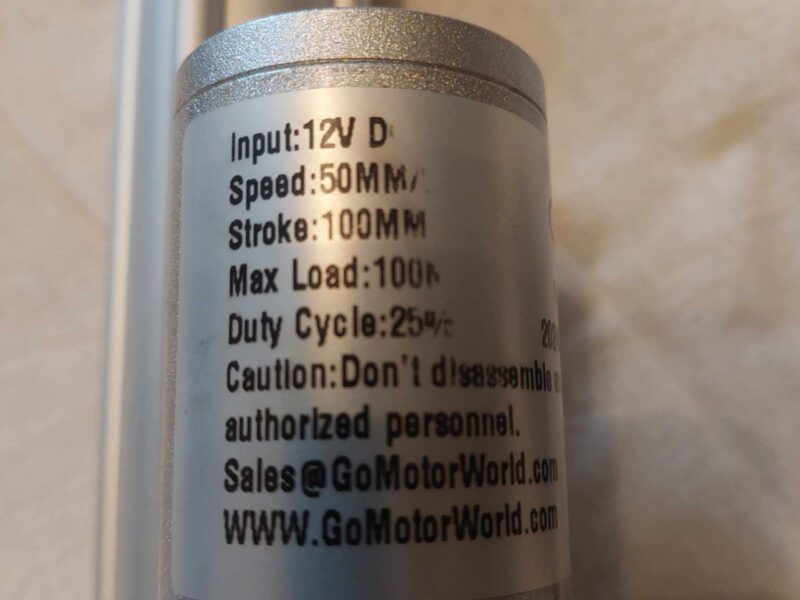 Input:12V D
Speed:50MM/
Stroke:100MM
Max Load:100N
Duty Cycle:25%
Caution:Don't disassemble
authorized personnel.
Sales@GoMotorWorld.com
WWW.GoMotorWorld.com